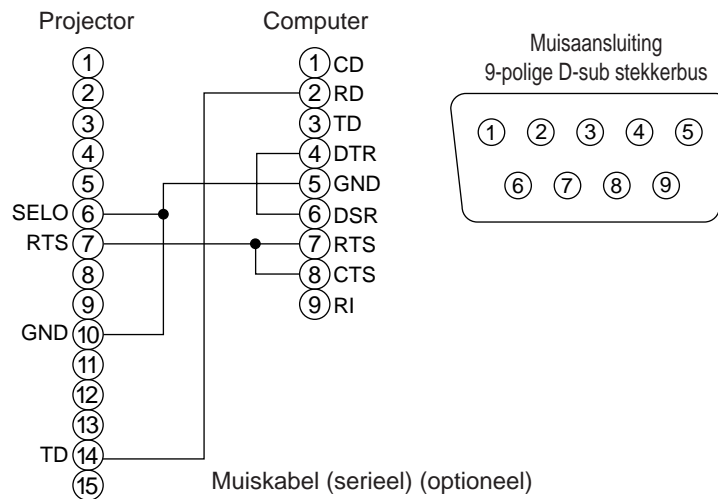 Projector Computer
Muisaansluiting
9-polige D-sub stekkerbus
1 1 CD
2 2 RD
3 3 TD
4 4 DTR
5 5 GND
SELO 6 6 DSR
RTS 7 7 RTS
8 8 CTS
9 9 RI
GND 10
11
12
13
TD 14
15
1 2 3 4 5
6 7 8 9
Muiskabel (serieel) (optioneel)